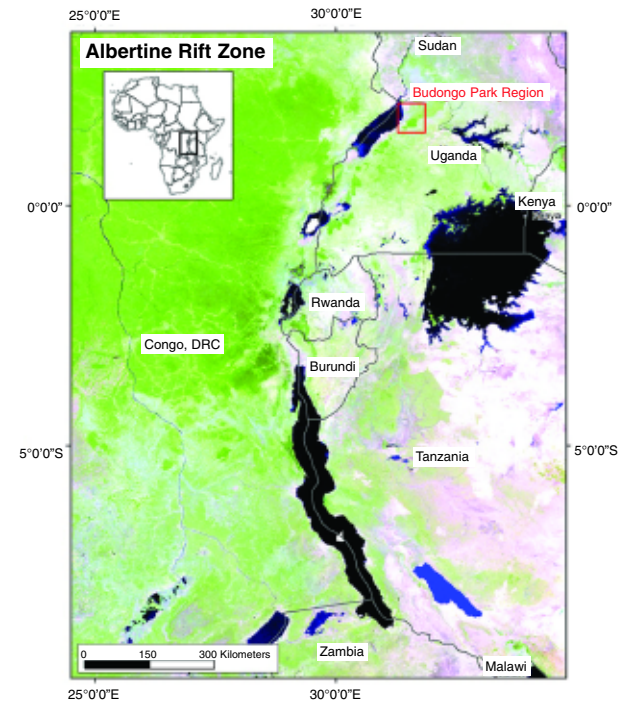 25°0'0"E
30°0'0"E
Albertine Rift Zone
Sudan
Budongo Park Region
Uganda
0°0'0"
Kenya
0°0'0"
Rwanda
Congo, DRC
Burundi
5°0'0"S
Tanzania
5°0'0"S
Zambia
0 150 300 Kilometers
Malawi
25°0'0"E
30°0'0"E